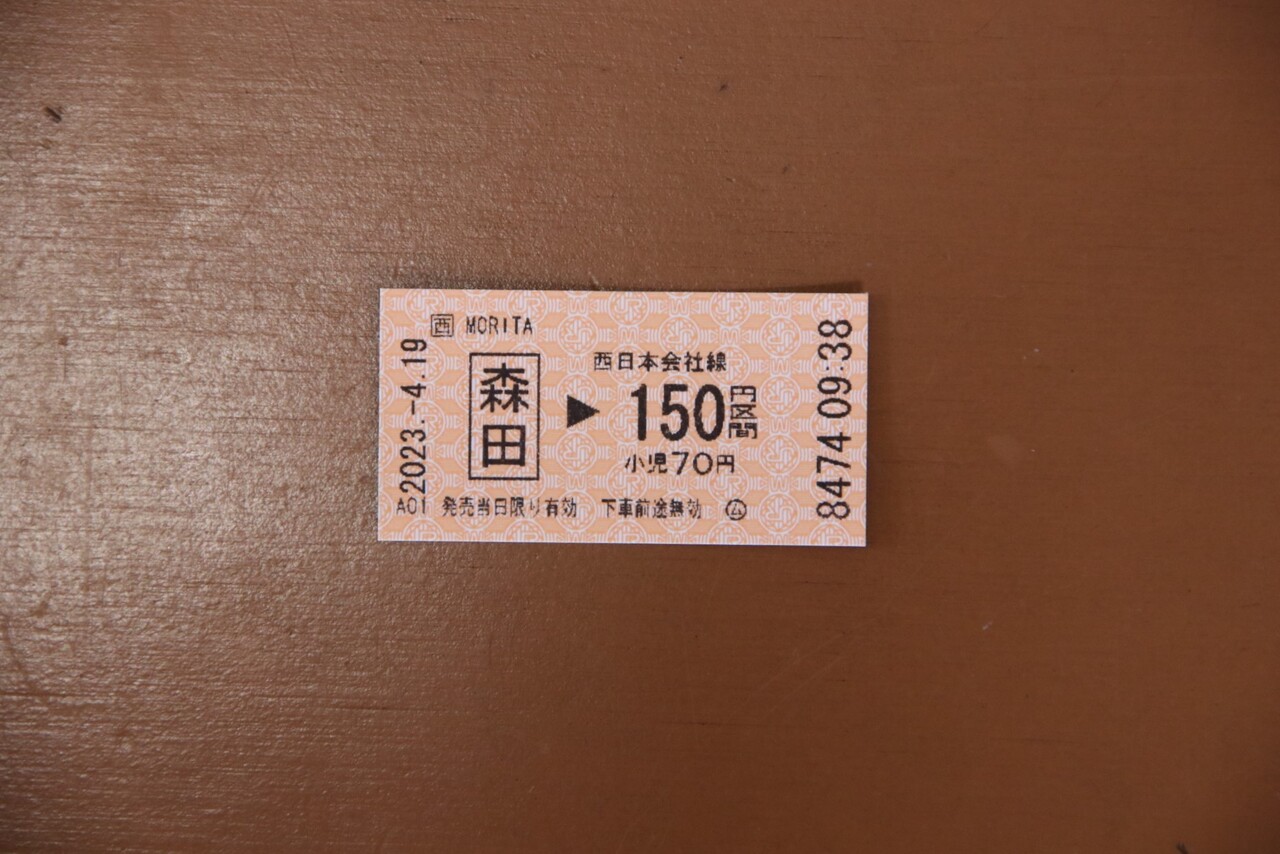 西 MORITA
2023.-4.19
森田
▶
西日本会社線
150円区間
小児70円
A01 発売当日限り有効 下車前途無効 ム
8474 09:38